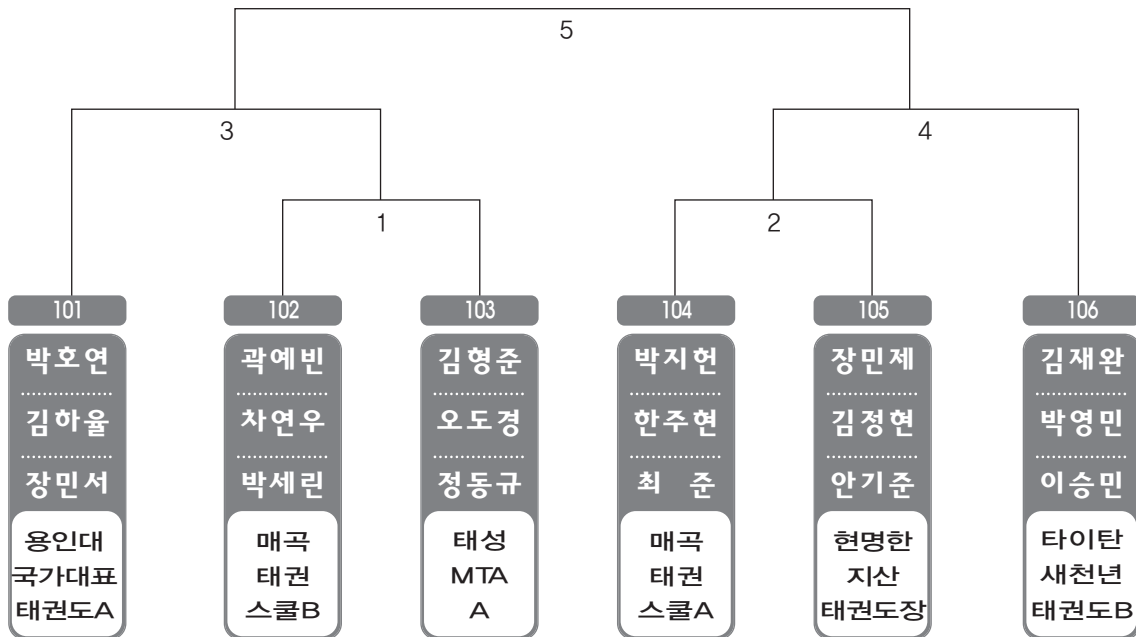 5
3
4
1
2
101
102
103
104
105
106
박호연
김하율
장민서
용인대
국가대표
태권도A
곽예빈
차연우
박세린
매곡
태권
스쿨B
김형준
오도경
정동규
태성
MTA
A
박지헌
한주현
최 준
매곡
태권
스쿨A
장민제
김정현
안기준
현명한
지산
태권도장
김재완
박영민
이승민
타이탄
새천년
태권도B